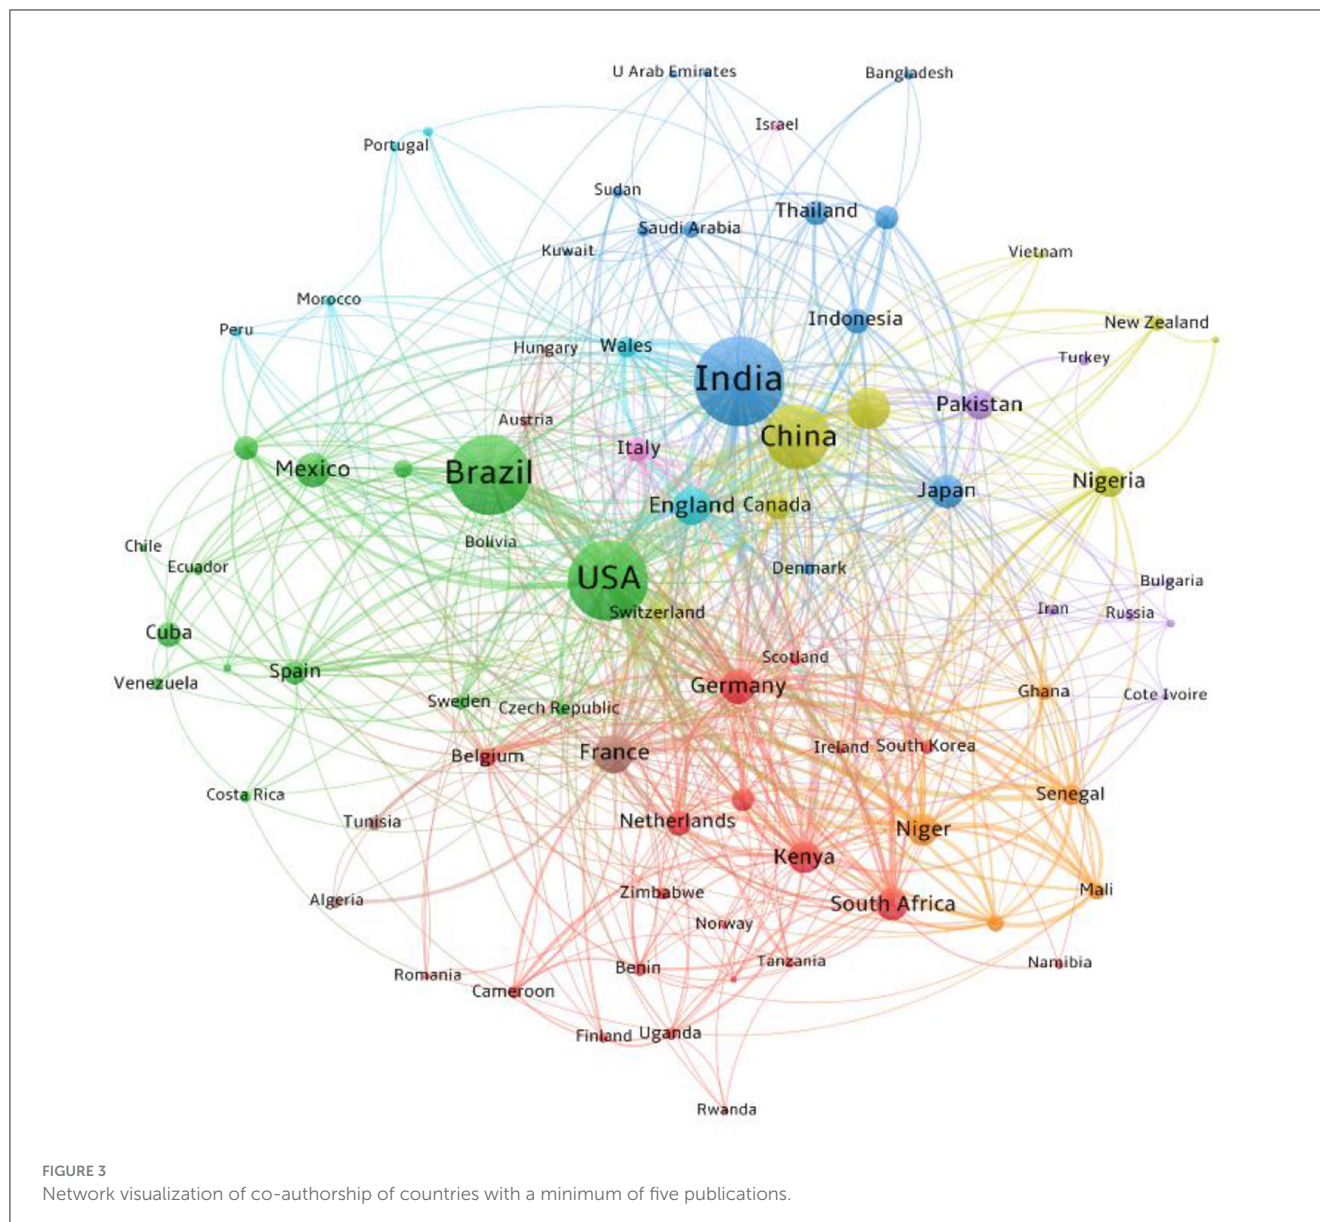 U Arab Emirates
Bangladesh
Israel
Portugal
Sudan
Thailand
Saudi Arabia
Kuwait
Vietnam
Morocco
Indonesia
New Zealand
Peru
Hungary
Wales
Turkey
India
Pakistan
Austria
China
Italy
Mexico
Brazil
Nigeria
Japan
England
Canada
Bolivia
Chile
Ecuador
Denmark
USA
Bulgaria
Switzerland
Iran
Russia
Cuba
Scotland
Spain
Venezuela
Germany
Ghana
Cote Ivoire
Sweden
Czech Republic
Belgium
France
Ireland
South Korea
Costa Rica
Senegal
Tunisia
Netherlands
Niger
Kenya
Zimbabwe
Mali
Algeria
South Africa
Norway
Romania
Benin
Tanzania
Namibia
Cameroon
Finland
Uganda
Rwanda
FIGURE 3
Network visualization of co-authorship of countries with a minimum of five publications.